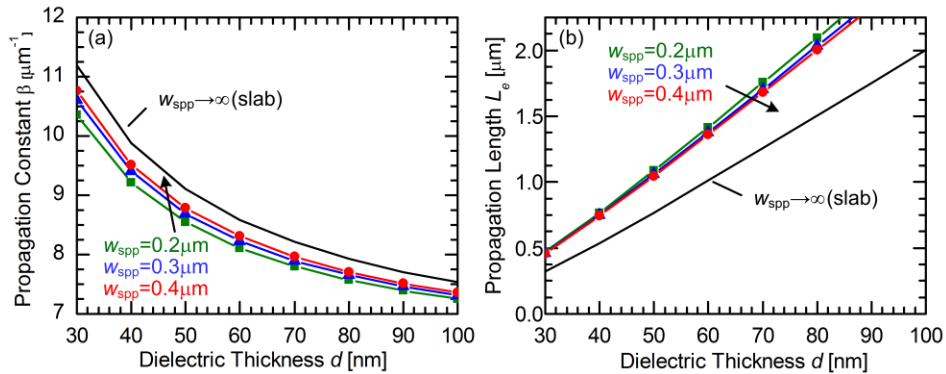 (a)
w_spp→∞(slab)
w_spp=0.2μm
w_spp=0.3μm
w_spp=0.4μm
Propagation Constant β [μm⁻¹]
12
11
10
9
8
7
30 40 50 60 70 80 90 100
Dielectric Thickness d [nm]
(b)
w_spp=0.2μm
w_spp=0.3μm
w_spp=0.4μm
w_spp→∞(slab)
Propagation Length L_e [μm]
2.0
1.5
1.0
0.5
0.0
30 40 50 60 70 80 90 100
Dielectric Thickness d [nm]